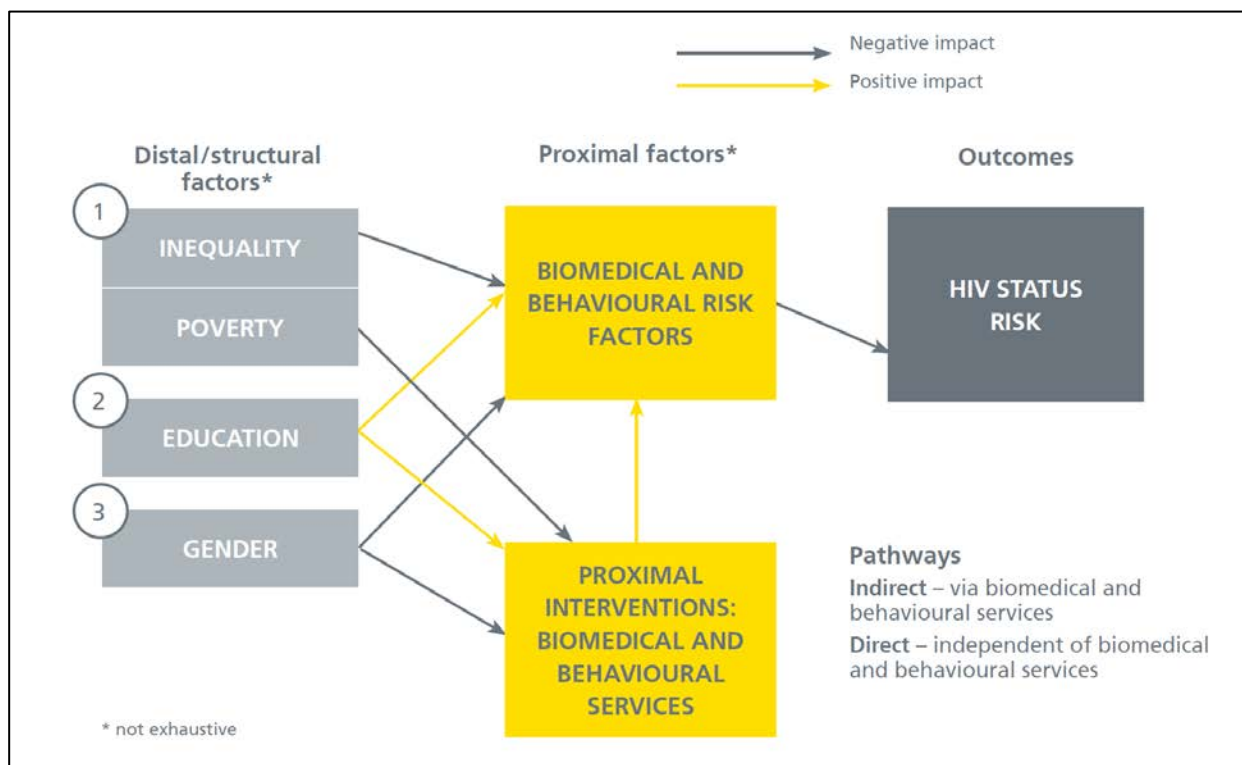 Negative impact
Positive impact
Distal/structural
factors*
Proximal factors*
Outcomes
1
INEQUALITY
POVERTY
2
EDUCATION
3
GENDER
BIOMEDICAL AND
BEHAVIOURAL RISK
FACTORS
HIV STATUS
RISK
PROXIMAL
INTERVENTIONS:
BIOMEDICAL AND
BEHAVIOURAL
SERVICES
Pathways
Indirect – via biomedical and
behavioural services
Direct – independent of biomedical
and behavioural services
* not exhaustive